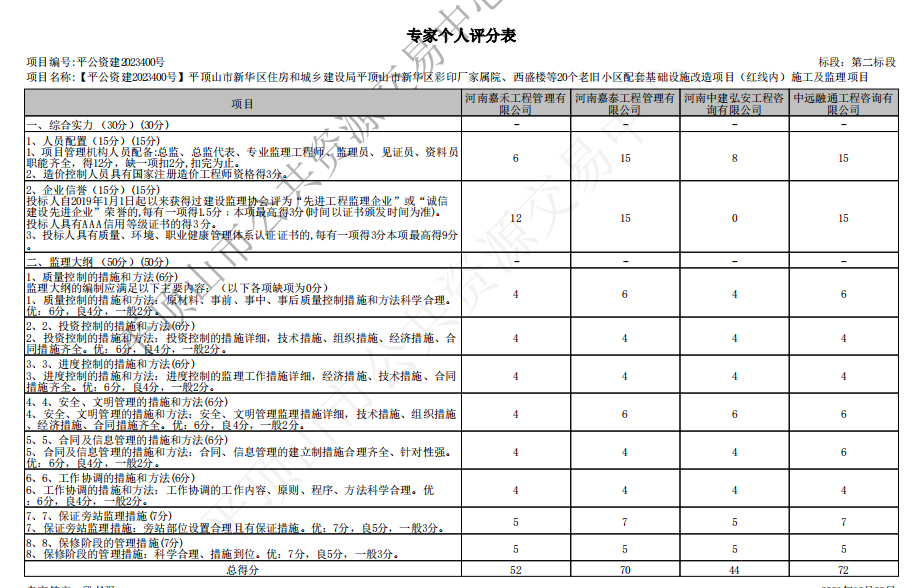 专家个人评分表
项目编号:平公资建2023400号 标段: 第二标段
项目名称:【平公资建2023400号】平顶山市新华区住房和城乡建设局平顶山市新华区彩印厂家属院、西盛楼等20个老旧小区配套基础设施改造项目（红线内）施工及监理项目
项目 河南嘉禾工程管理有限公司 河南嘉泰工程管理有限公司 河南中建弘安工程咨询有限公司 中远融通工程咨询有限公司
一、综合实力（30分）(30分) - - - -
1、人员配置（15分）(15分)
1、项目管理机构人员配备:总监、总监代表、专业监理工程师、监理员、见证员、资料员
职能齐全，得12分，缺一项扣2分,扣完为止。
2、造价控制人员具有国家注册造价工程师资格得3分。
6 15 8 15
2、企业信誉（15分）(15分)
投标人自2019年1月1日起以来获得过建设监理协会评为“先进工程监理企业”或“诚信
建设先进企业”荣誉的,每有一项得1.5分：本项最高得3分(时间以证书颁发时间为准)。
投标人具有AAA信用等级证书的得3分。
3、投标人具有质量、环境、职业健康管理体系认证证书的,每有一项得3分本项最高得9分
。
12 15 0 15
二、监理大纲（50分）(50分) - - - -
1、质量控制的措施和方法(6分)
监理大纲的编制应满足以下主要内容：（以下各项缺项为0分）
1、质量控制的措施和方法：原材料、事前、事中、事后质量控制措施和方法科学合理。
优：6分，良4分，一般2分。
4 6 4 6
2、2、投资控制的措施和方法(6分)
2、投资控制的措施和方法：投资控制的措施详细，技术措施、组织措施、经济措施、合
同措施齐全。优：6分，良4分，一般2分。
4 4 4 4
3、3、进度控制的措施和方法(6分)
3、进度控制的措施和方法：进度控制的监理工作措施详细，经济措施、技术措施、合同
措施齐全。优：6分，良4分，一般2分。
4 4 4 4
4、4、安全、文明管理的措施和方法(6分)
4、安全、文明管理的措施和方法：安全、文明管理监理措施详细，技术措施、组织措施
、经济措施、合同措施齐全。优：6分，良4分，一般2分。
4 6 6 6
5、5、合同及信息管理的措施和方法(6分)
5、合同及信息管理的措施和方法：合同、信息管理的建立制措施合理齐全、针对性强。
优：6分，良4分，一般2分。
4 4 4 6
6、6、工作协调的措施和方法(6分)
6、工作协调的措施和方法：工作协调的工作内容、原则、程序、方法科学合理。优
：6分，良4分，一般2分。
4 4 4 4
7、7、保证旁站监理措施(7分)
7、保证旁站监理措施：旁站部位设置合理且有保证措施。优：7分，良5分，一般3分。
5 7 5 7
8、8、保修阶段的管理措施(7分)
8、保修阶段的管理措施：科学合理、措施到位。优：7分，良5分，一般3分。
5 5 5 5
总得分 52 70 44 72
平顶山市公共资源交易中心
平顶山市公共资源交易中心